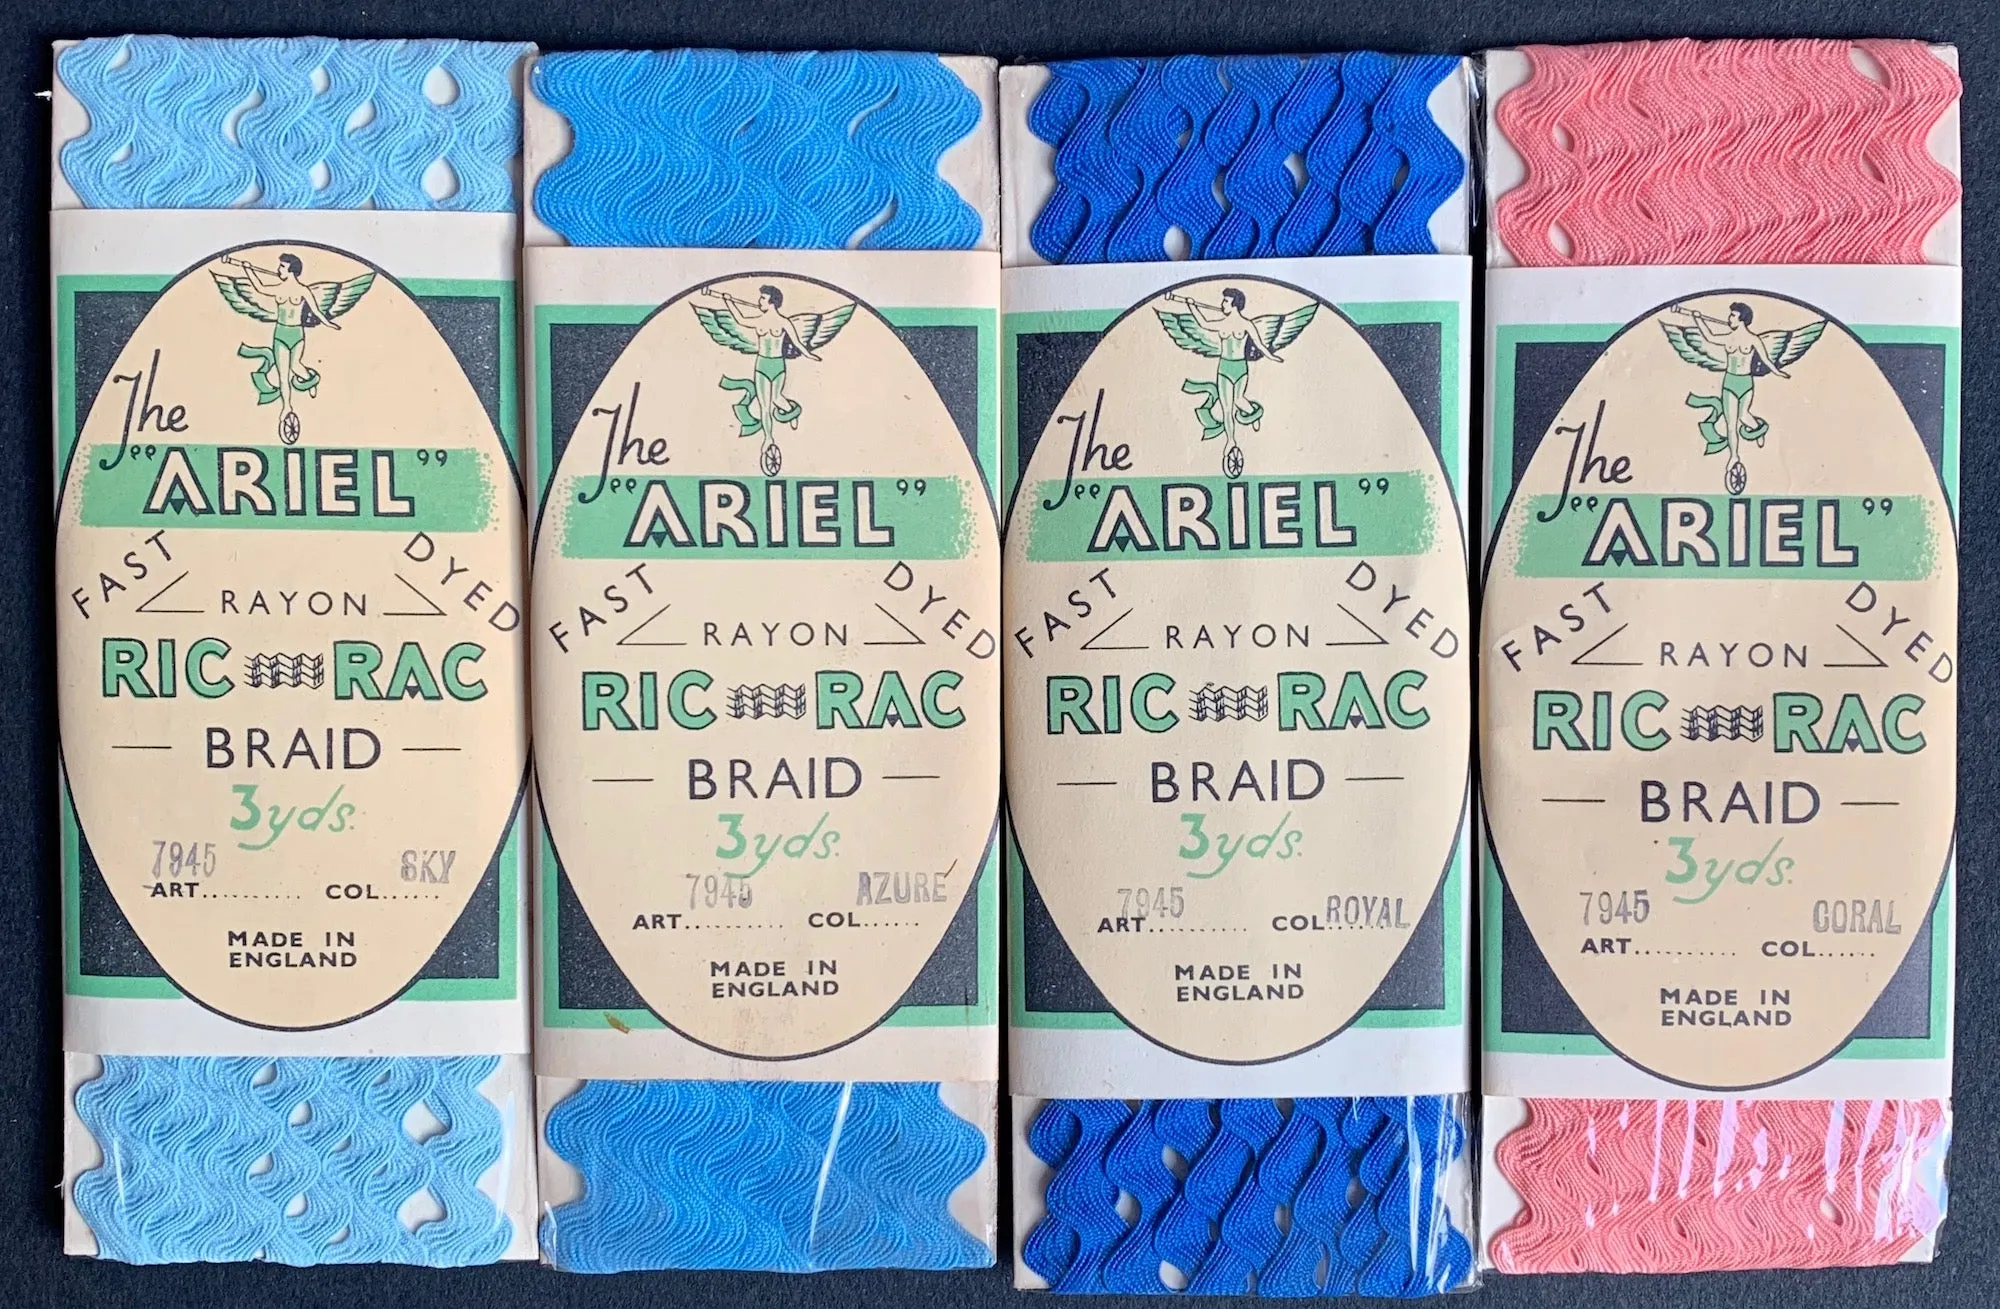 The
"ARIEL"
FAST DYED
RAYON
RIC RAC
BRAID
3yds.
7945 SKY
ART.......... COL......
MADE IN
ENGLAND
The
"ARIEL"
FAST DYED
RAYON
RIC RAC
BRAID
3yds.
7945 AZURE
ART.......... COL......
MADE IN
ENGLAND
The
"ARIEL"
FAST DYED
RAYON
RIC RAC
BRAID
3yds.
7945 ROYAL
ART.......... COL......
MADE IN
ENGLAND
The
"ARIEL"
FAST DYED
RAYON
RIC RAC
BRAID
3yds.
7945 CORAL
ART.......... COL......
MADE IN
ENGLAND